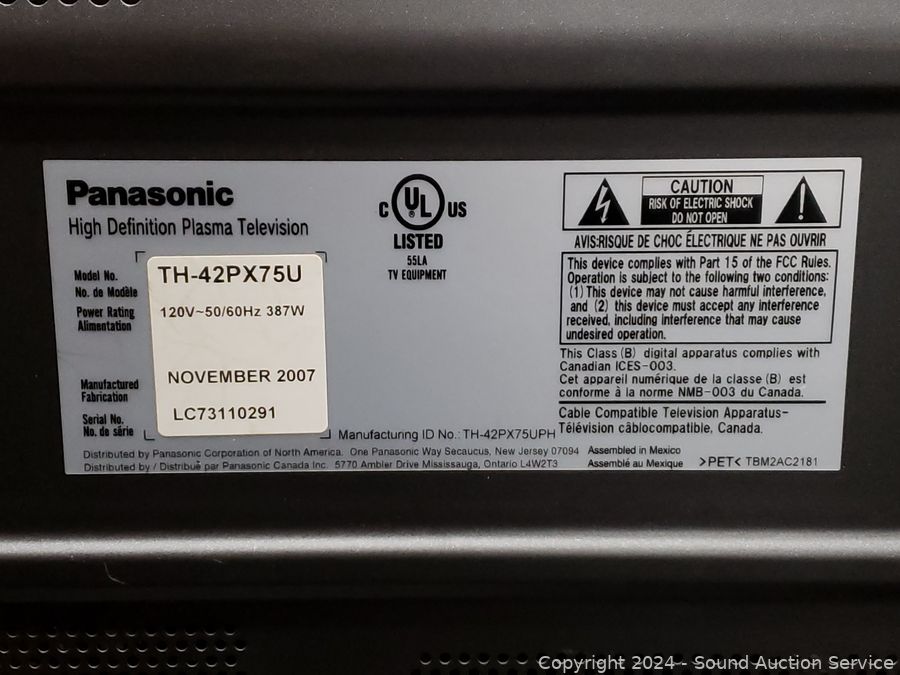 Panasonic
High Definition Plasma Television
Model No.
No. de Modèle
TH-42PX75U
Power Rating
Alimentation
120V~50/60Hz 387W
Manufactured
Fabrication
NOVEMBER 2007
Serial No.
No. de série
LC73110291
C UL® US
LISTED
55LA
TV EQUIPMENT
Manufacturing ID No.: TH-42PX75UPH
Distributed by Panasonic Corporation of North America. One Panasonic Way Secaucus, New Jersey 07094
Distributed by / Distribué par Panasonic Canada Inc. 5770 Ambler Drive Mississauga, Ontario L4W2T3
CAUTION
RISK OF ELECTRIC SHOCK
DO NOT OPEN
AVIS:RISQUE DE CHOC ÉLECTRIQUE NE PAS OUVRIR
This device complies with Part 15 of the FCC Rules.
Operation is subject to the following two conditions:
(1) This device may not cause harmful interference,
and (2) this device must accept any interference
received, including interference that may cause
undesired operation.
This Class (B) digital apparatus complies with
Canadian ICES-003.
Cet appareil numérique de la classe (B) est
conforme à la norme NMB-003 du Canada.
Cable Compatible Television Apparatus-
Télévision câblocompatible, Canada.
Assembled in Mexico
Assemblé au Mexique
>PET< TBM2AC2181
Copyright 2024 - Sound Auction Service